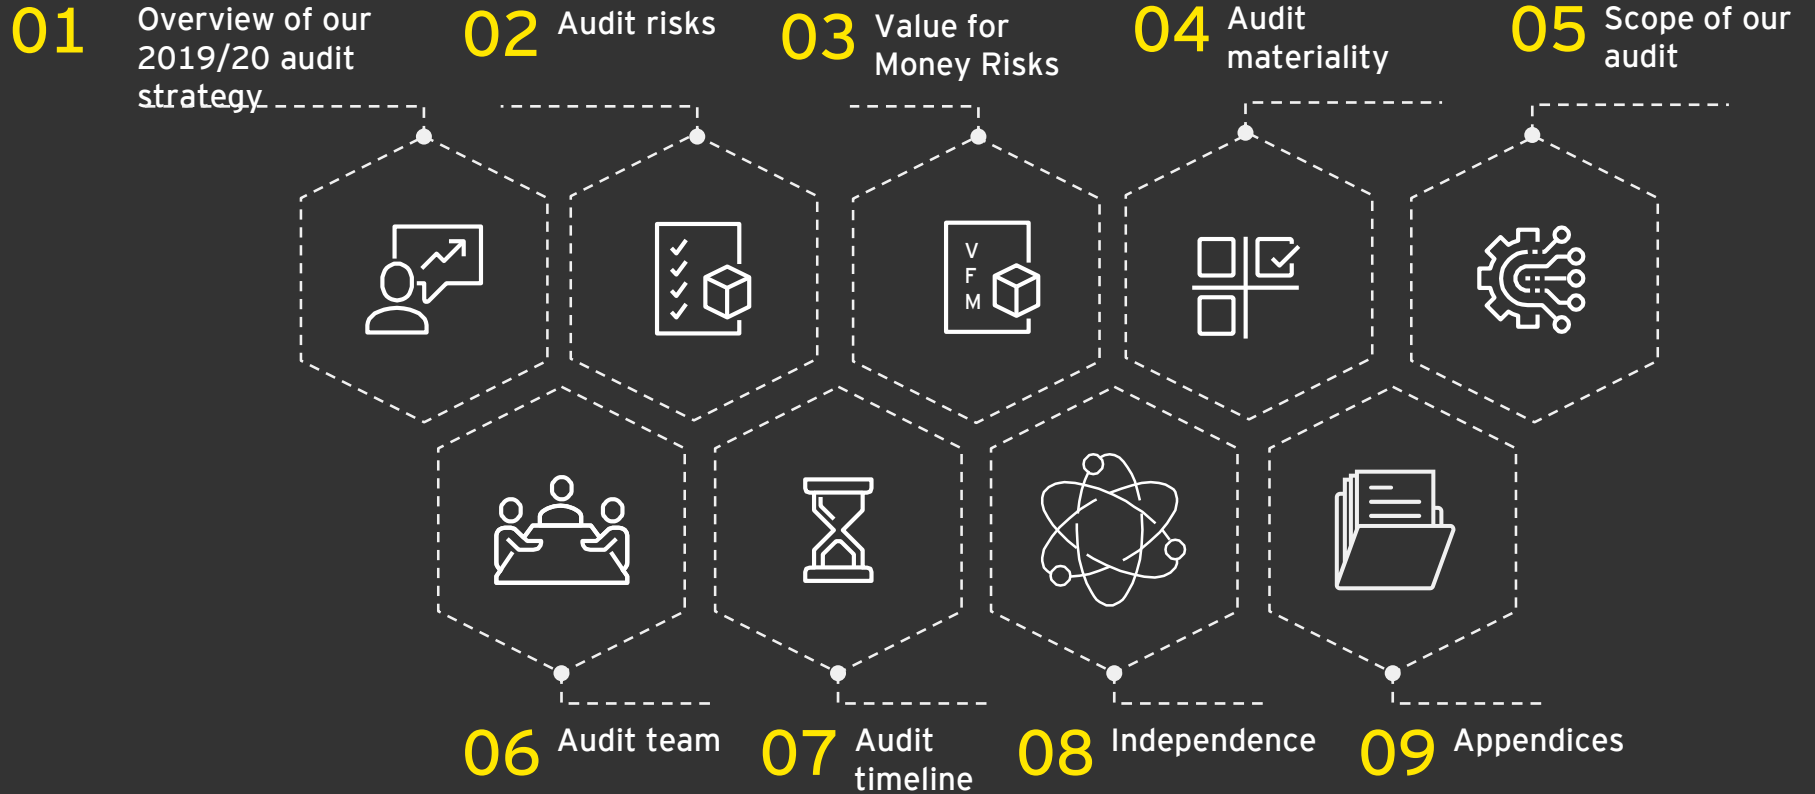 01
Overview of our
2019/20 audit
strategy
02
Audit risks
03
Value for
Money Risks
04
Audit
materiality
05
Scope of our
audit
V
F
M
06
Audit team
07
Audit
timeline
08
Independence
09
Appendices